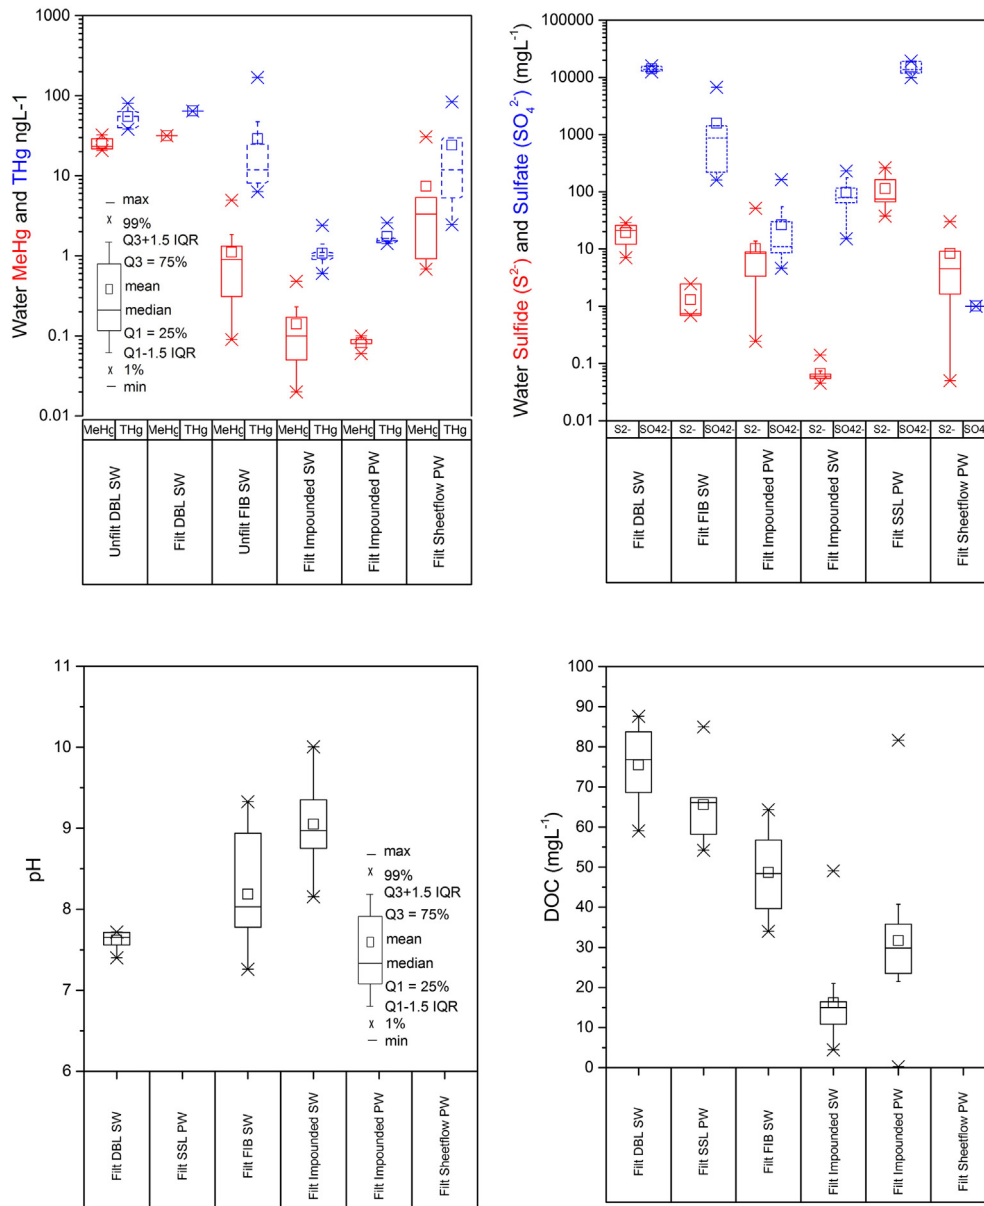 Water MeHg and THg ngL-1
1000
100
10
1
0.1
0.01
max
99%
Q3+1.5 IQR
Q3 = 75%
mean
median
Q1 = 25%
Q1-1.5 IQR
1%
min
MeHg THg MeHg THg MeHg THg MeHg THg MeHg THg MeHg THg
Unfilt DBL SW
Filt DBL SW
Unfilt FIB SW
Filt Impounded SW
Filt Impounded PW
Filt Sheetflow PW
Water Sulfide (S²⁻) and Sulfate (SO₄²⁻) (mgL⁻¹)
100000
10000
1000
100
10
1
0.1
0.01
S2- SO42- S2- SO42- S2- SO42- S2- SO42- S2- SO42- S2- SO4
Filt DBL SW
Filt FIB SW
Filt Impounded PW
Filt Impounded SW
Filt SSL PW
Filt Sheetflow PW
pH
11
10
9
8
7
6
max
99%
Q3+1.5 IQR
Q3 = 75%
mean
median
Q1 = 25%
Q1-1.5 IQR
1%
min
Filt DBL SW
Filt SSL PW
Filt FIB SW
Filt Impounded SW
Filt Impounded PW
Filt Sheetflow PW
DOC (mgL⁻¹)
100
90
80
70
60
50
40
30
20
10
0
Filt DBL SW
Filt SSL PW
Filt FIB SW
Filt Impounded SW
Filt Impounded PW
Filt Sheetflow PW